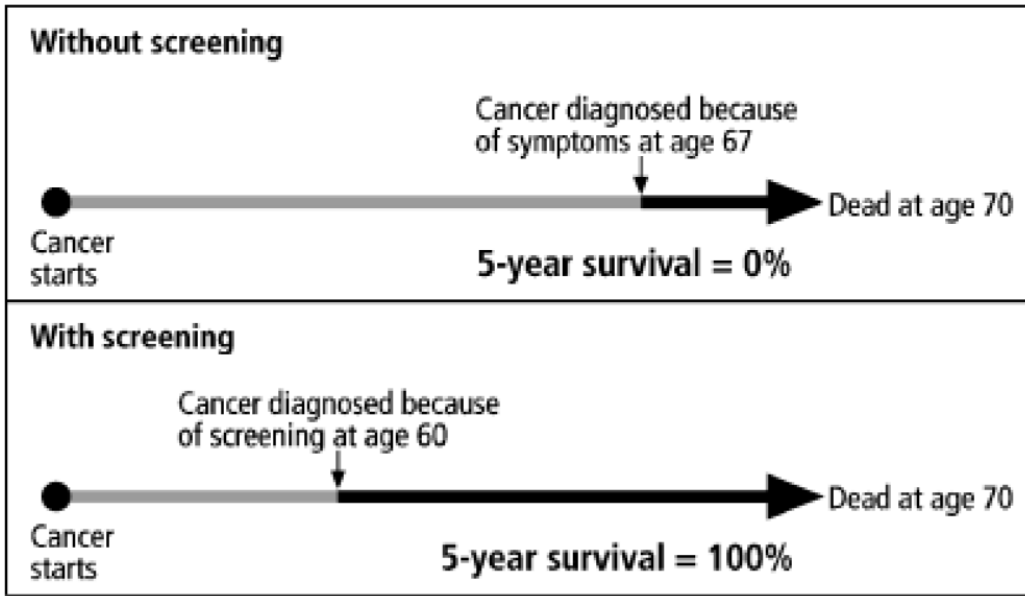 Without screening
Cancer diagnosed because
of symptoms at age 67
Dead at age 70
Cancer
starts
5-year survival = 0%
With screening
Cancer diagnosed because
of screening at age 60
Dead at age 70
Cancer
starts
5-year survival = 100%